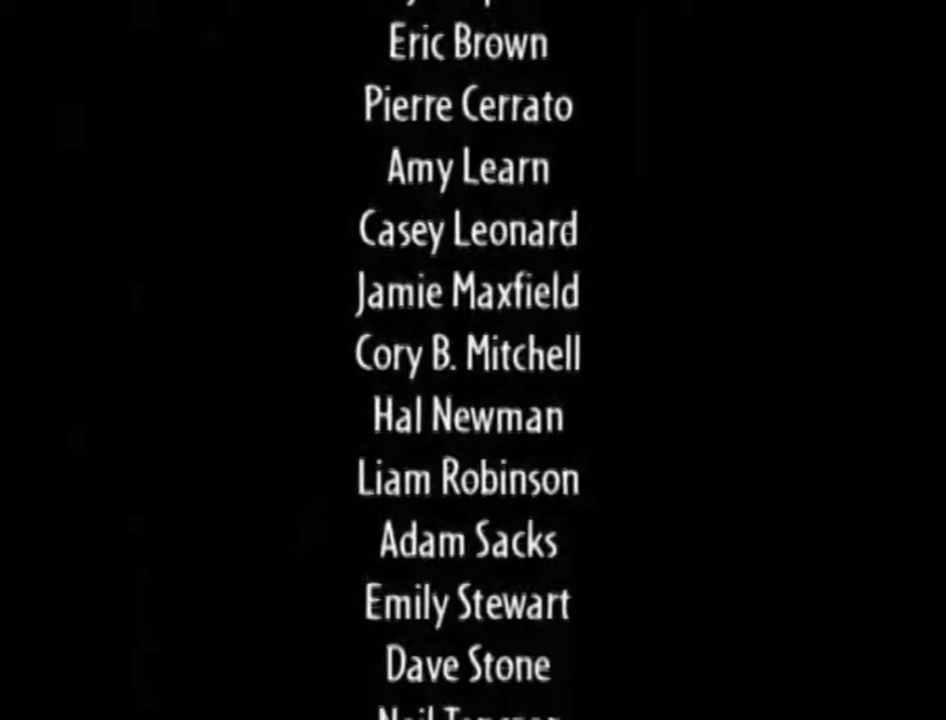 Eric Brown
Pierre Cerrato
Amy Learn
Casey Leonard
Jamie Maxfield
Cory B. Mitchell
Hal Newman
Liam Robinson
Adam Sacks
Emily Stewart
Dave Stone
Neil